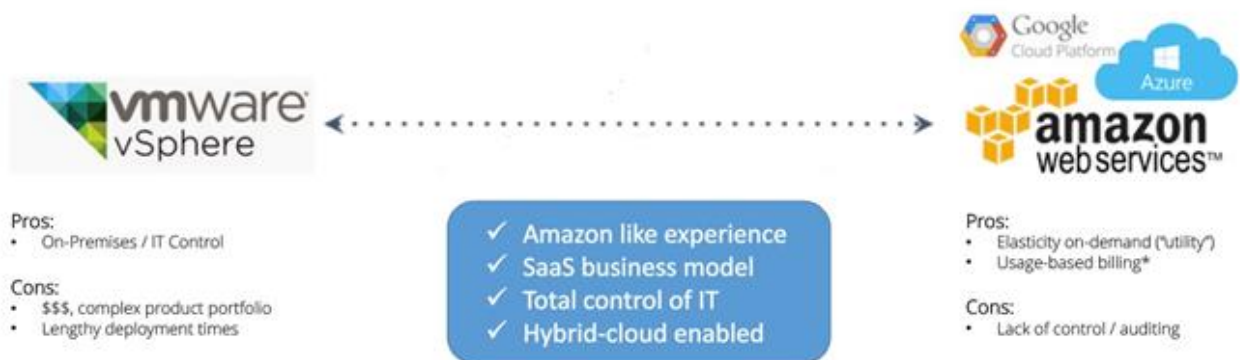 vmware®
vSphere
Google
Cloud Platform
Azure
amazon
webservices™
Pros:
• On-Premises / IT Control
Cons:
• $$$, complex product portfolio
• Lengthy deployment times
✓ Amazon like experience
✓ SaaS business model
✓ Total control of IT
✓ Hybrid-cloud enabled
Pros:
• Elasticity on-demand ("utility")
• Usage-based billing*
Cons:
• Lack of control / auditing